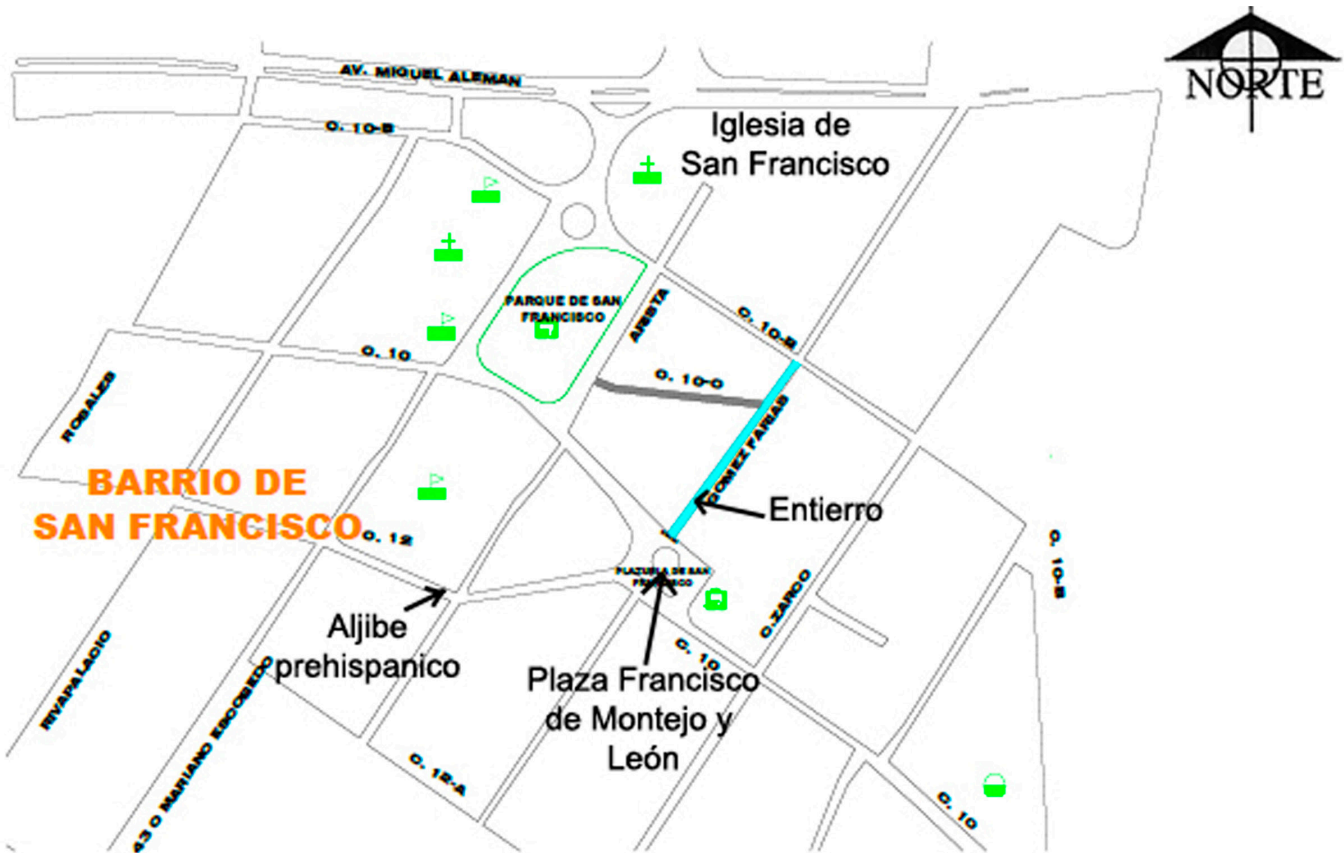 NORTE
AV. MIGUEL ALEMAN
C. 10-B
Iglesia de
San Francisco
PARQUE DE SAN
FRANCISCO
ARISTA
C. 10-B
C. 10
C. 10-C
ROSALES
GOMEZ FARIAS
BARRIO DE
SAN FRANCISCO
Entierro
C. 12
C. 10-B
PLAZUELA DE SAN
FRANCISCO
C.ZARCO
Aljibe
prehispanico
C. 10
Plaza Francisco
de Montejo y
León
RIVAPALACIO
43 O MARIANO ESCOBEDO
C. 12-A
C. 10